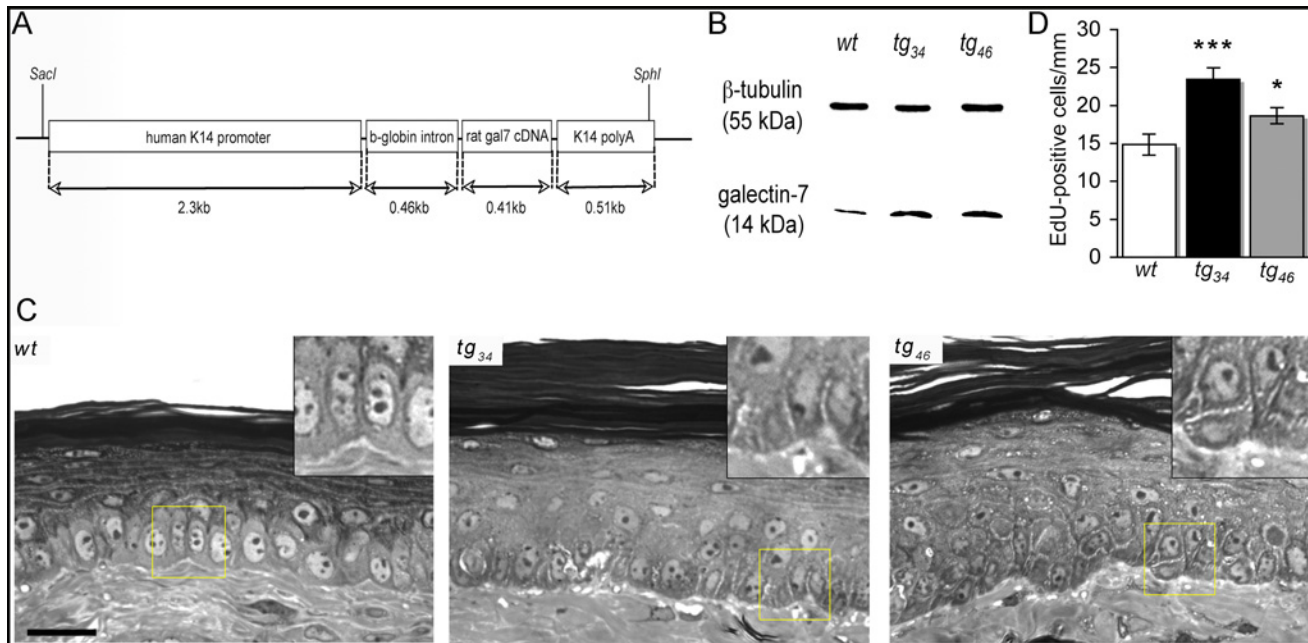 A
SacI
SphI
human K14 promoter
b-globin intron
rat gal7 cDNA
K14 polyA
2.3kb
0.46kb
0.41kb
0.51kb
B
wt tg34 tg46
β-tubulin
(55 kDa)
galectin-7
(14 kDa)
D
EdU-positive cells/mm
30
25
20
15
10
5
0
***
*
wt tg34 tg46
C
wt
tg34
tg46